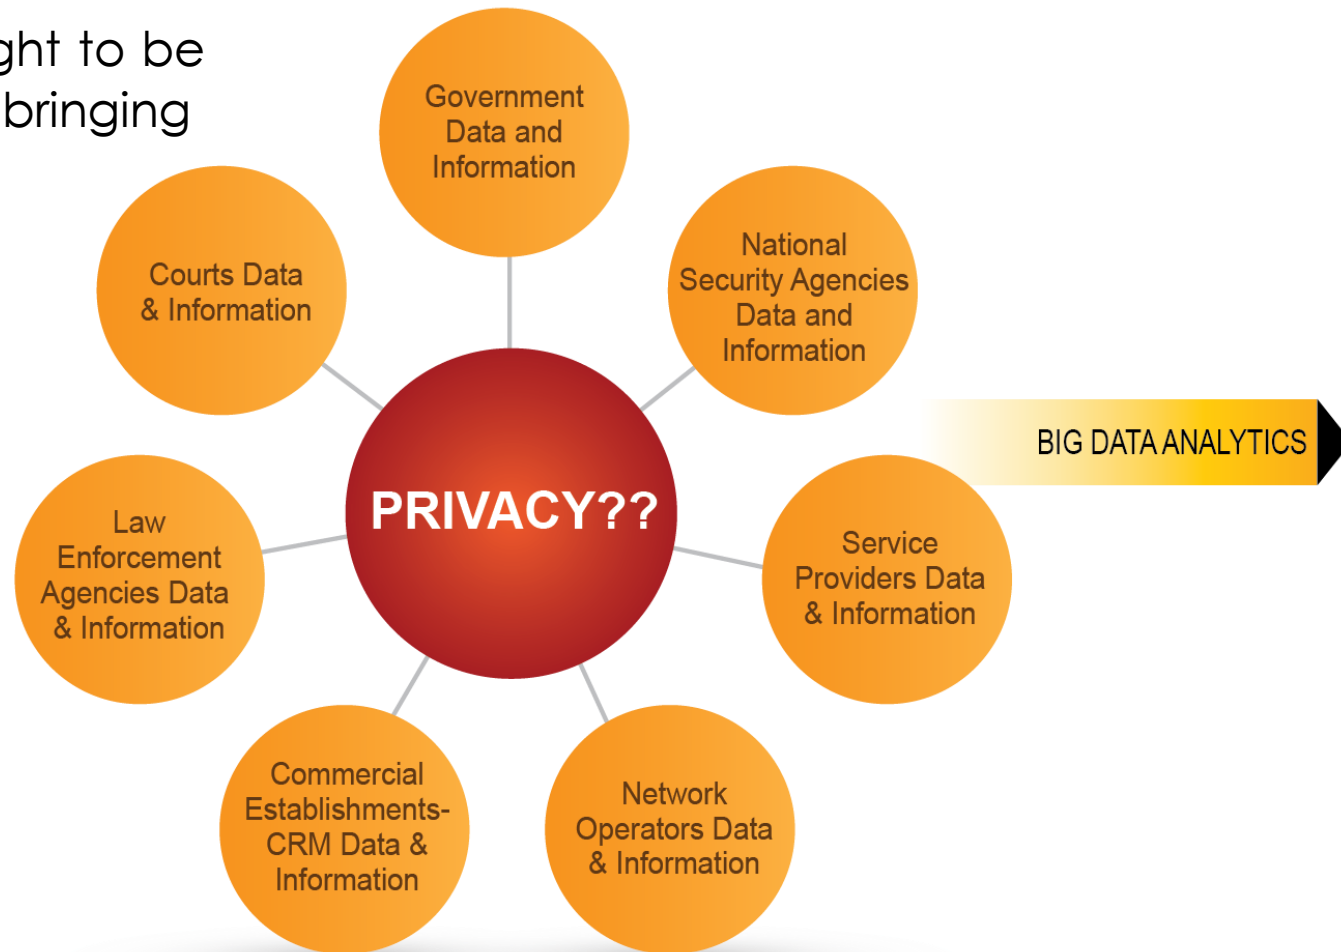 ght to be
bringing
Government
Data and
Information
National
Security Agencies
Data and
Information
Courts Data
& Information
BIG DATA ANALYTICS
PRIVACY??
Law
Enforcement
Agencies Data
& Information
Service
Providers Data
& Information
Commercial
Establishments-
CRM Data &
Information
Network
Operators Data
& Information